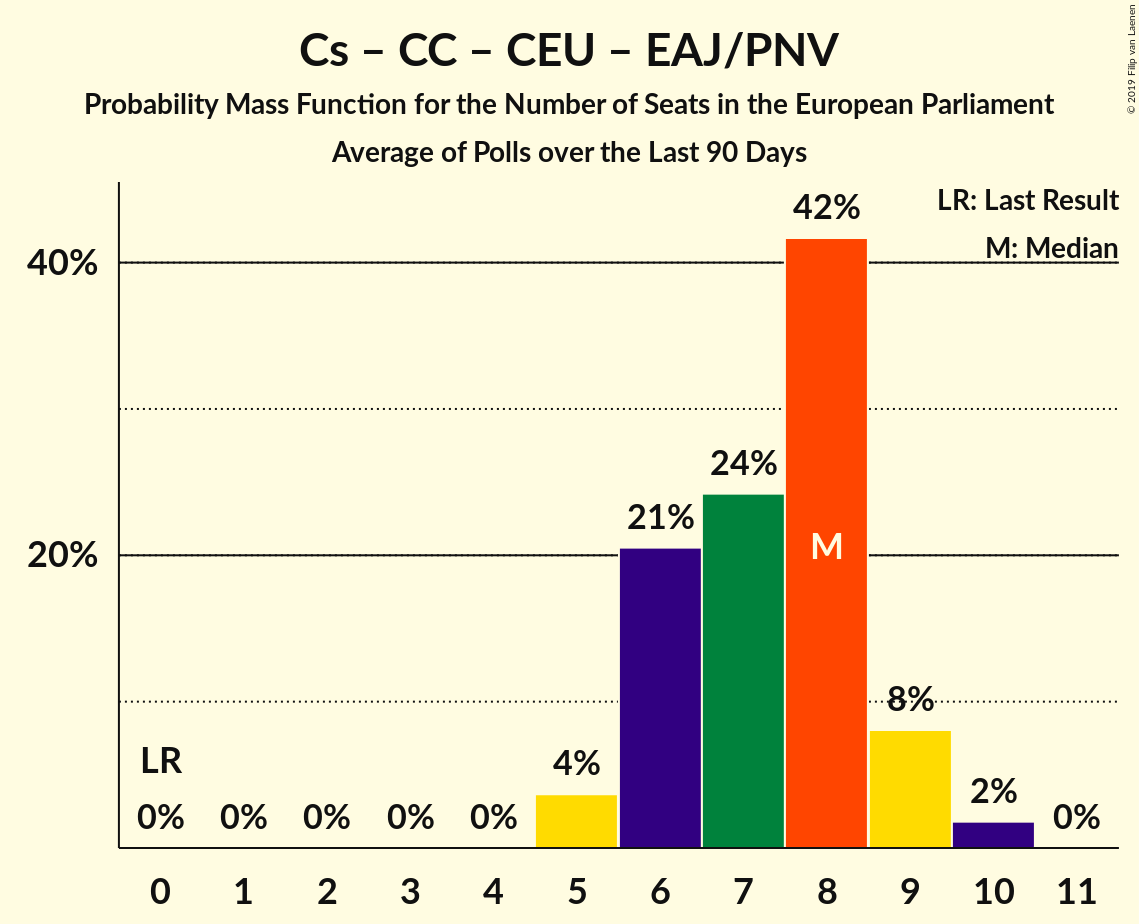 Cs – CC – CEU – EAJ/PNV
Probability Mass Function for the Number of Seats in the European Parliament
Average of Polls over the Last 90 Days
© 2019 Filip van Laenen
LR: Last Result
M: Median
42%
40%
24%
21%
M
20%
8%
LR
4%
2%
0% 0% 0% 0% 0% 0%
0 1 2 3 4 5 6 7 8 9 10 11